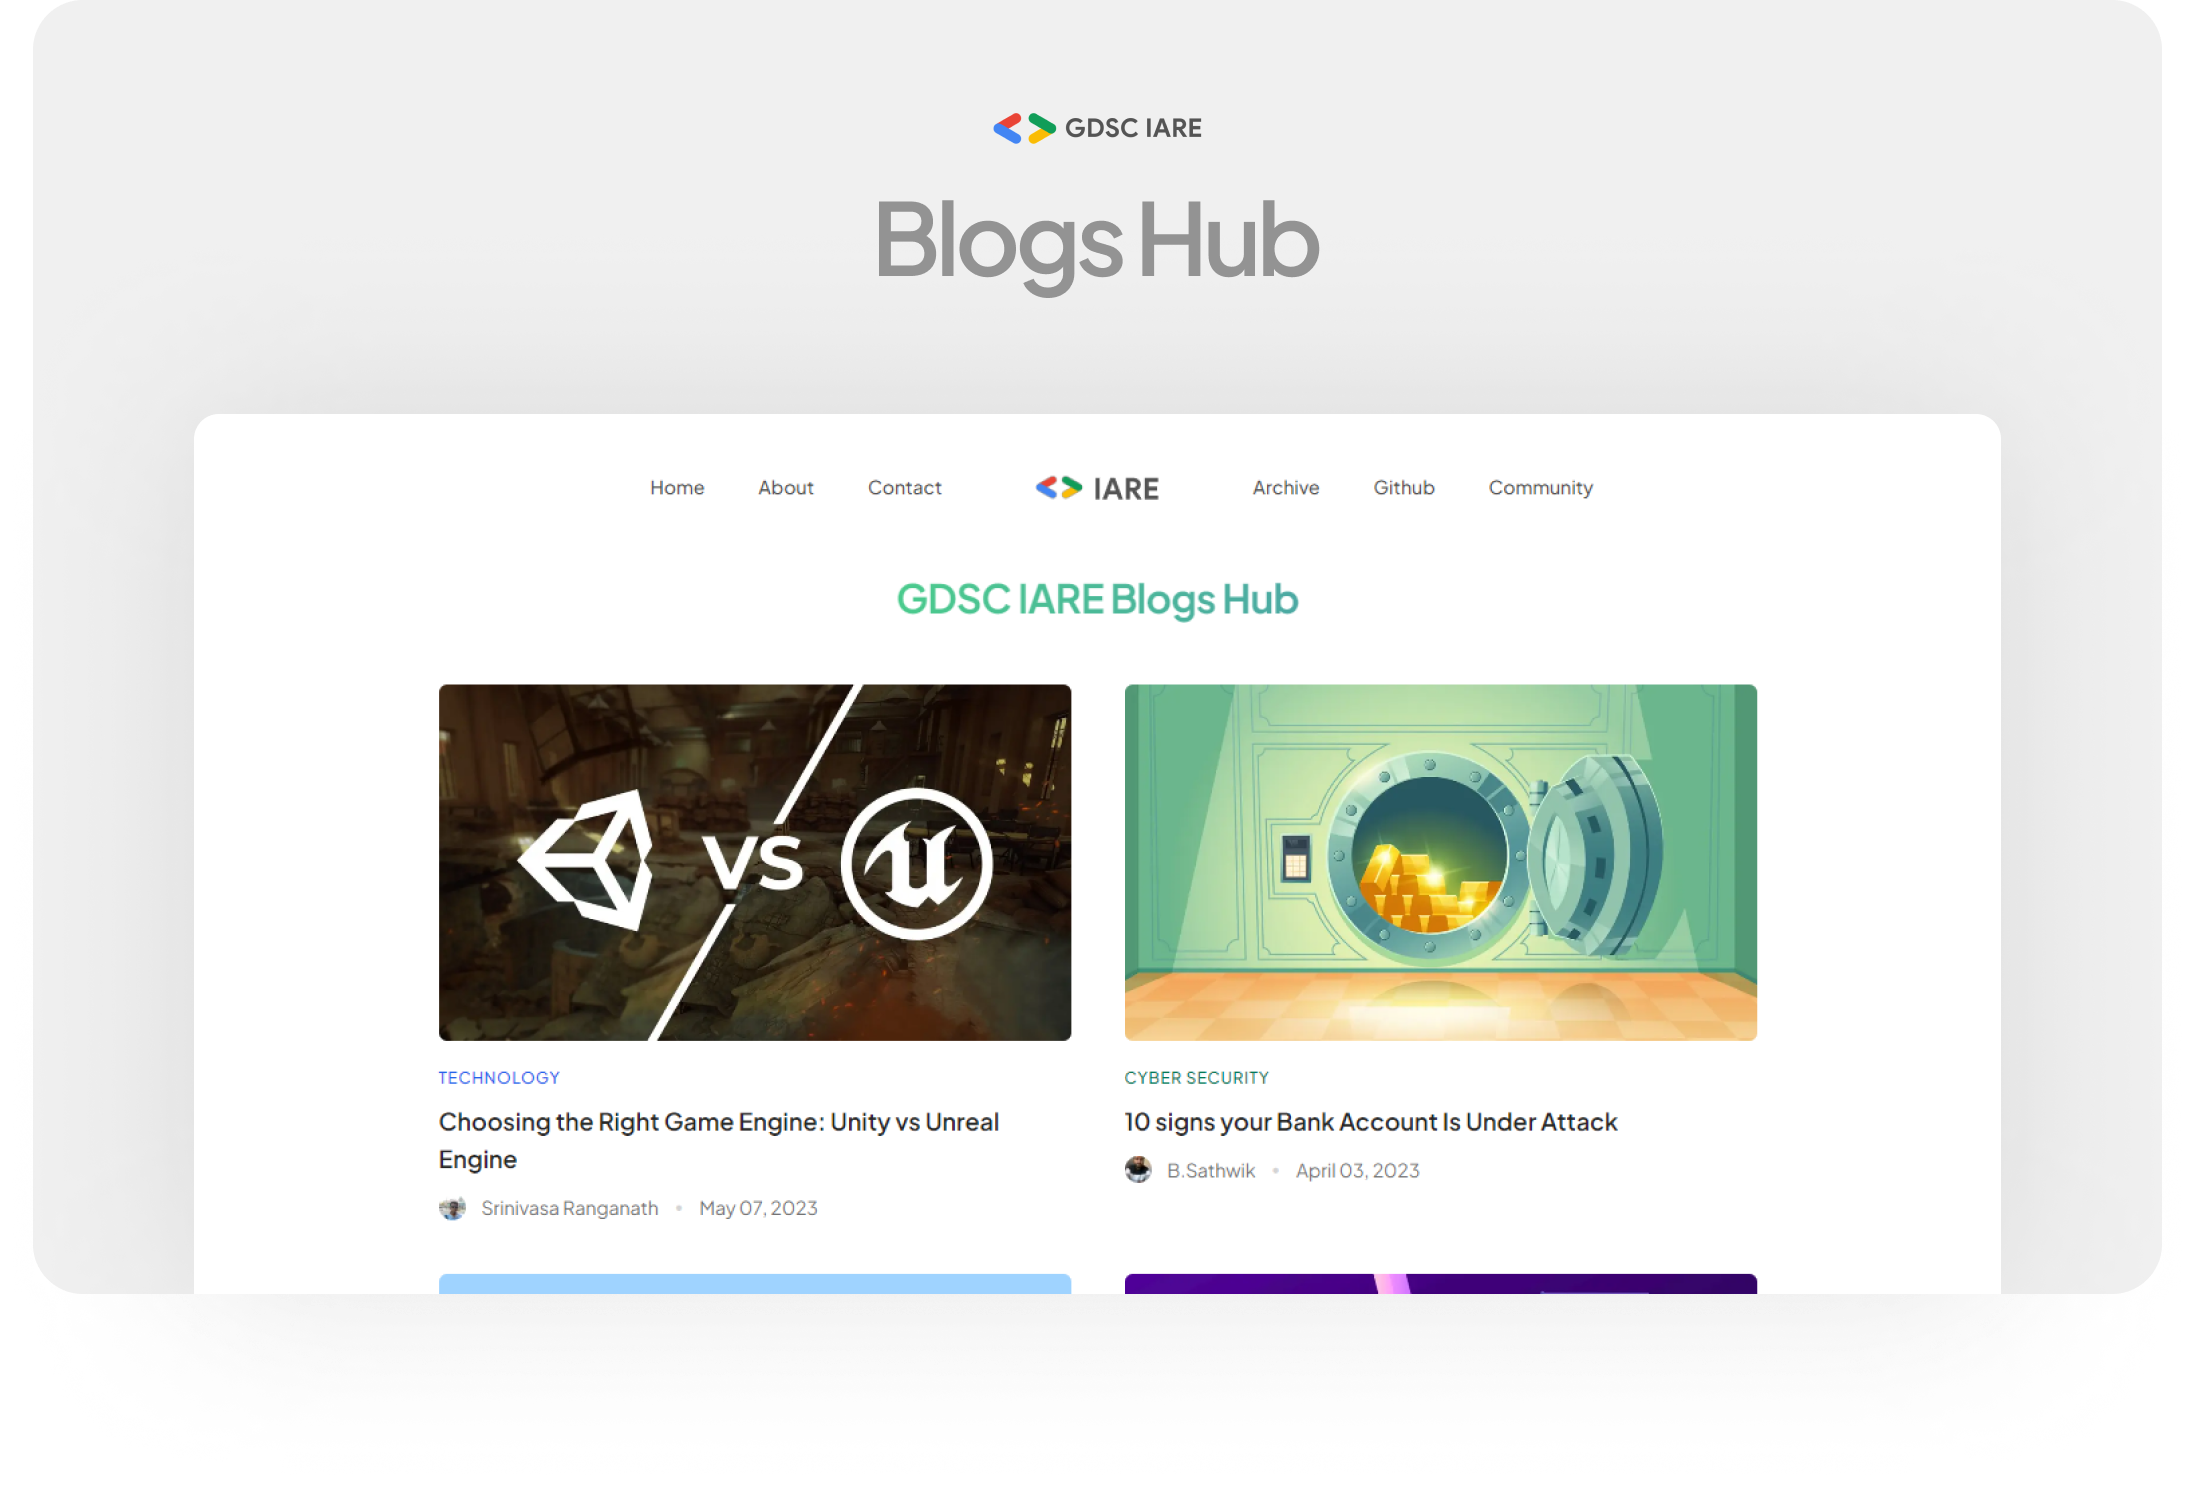 GDSC IARE
Blogs Hub
Home About Contact IARE Archive Github Community
GDSC IARE Blogs Hub
VS
TECHNOLOGY
Choosing the Right Game Engine: Unity vs Unreal
Engine
Srinivasa Ranganath • May 07, 2023
CYBER SECURITY
10 signs your Bank Account Is Under Attack
B.Sathwik • April 03, 2023